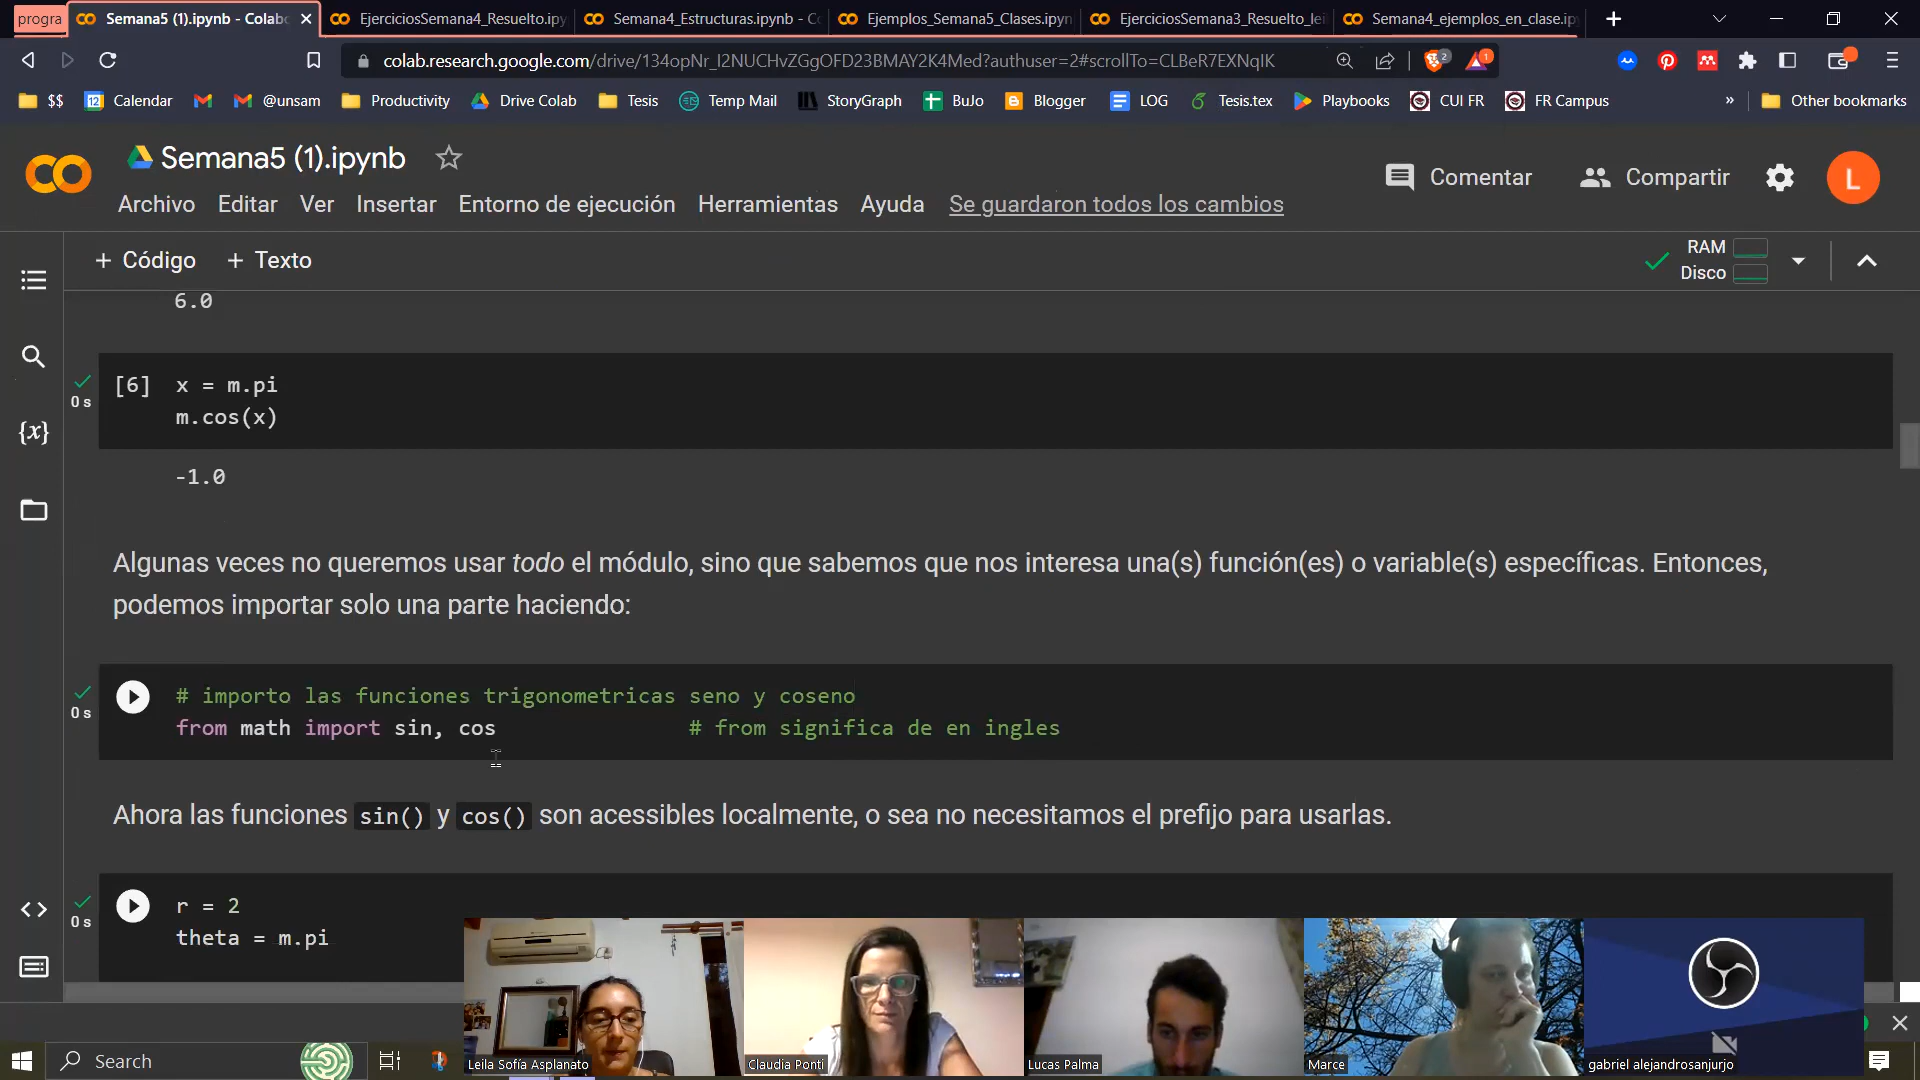 progra
Semana5 (1).ipynb - Colab
EjerciciosSemana4_Resuelto.ipy
Semana4_Estructuras.ipynb - C
Ejemplos_Semana5_Clases.ipyn
EjerciciosSemana3_Resuelto_lei
Semana4_ejemplos_en_clase.ip
colab.research.google.com/drive/134opNr_I2NUCHvZGgOFD23BMAY2K4Med?authuser=2#scrollTo=CLBeR7EXNqIK
2
1
$$
Calendar
@unsam
Productivity
Drive Colab
Tesis
Temp Mail
StoryGraph
BuJo
Blogger
LOG
Tesis.tex
Playbooks
CUI FR
FR Campus
»
Other bookmarks
Semana5 (1).ipynb
Comentar
Compartir
L
Archivo Editar Ver Insertar Entorno de ejecución Herramientas Ayuda Se guardaron todos los cambios
+ Código + Texto
RAM
Disco
6.0
[6] x = m.pi
0 s
m.cos(x)
-1.0
Algunas veces no queremos usar todo el módulo, sino que sabemos que nos interesa una(s) función(es) o variable(s) específicas. Entonces,
podemos importar solo una parte haciendo:
# importo las funciones trigonometricas seno y coseno
0 s
from math import sin, cos # from significa de en ingles
Ahora las funciones sin() y cos() son acessibles localmente, o sea no necesitamos el prefijo para usarlas.
r = 2
0 s
theta = m.pi
{x}
Leila Sofía Asplanato
Claudia Ponti
Lucas Palma
Marce
gabriel alejandrosanjurjo
Search